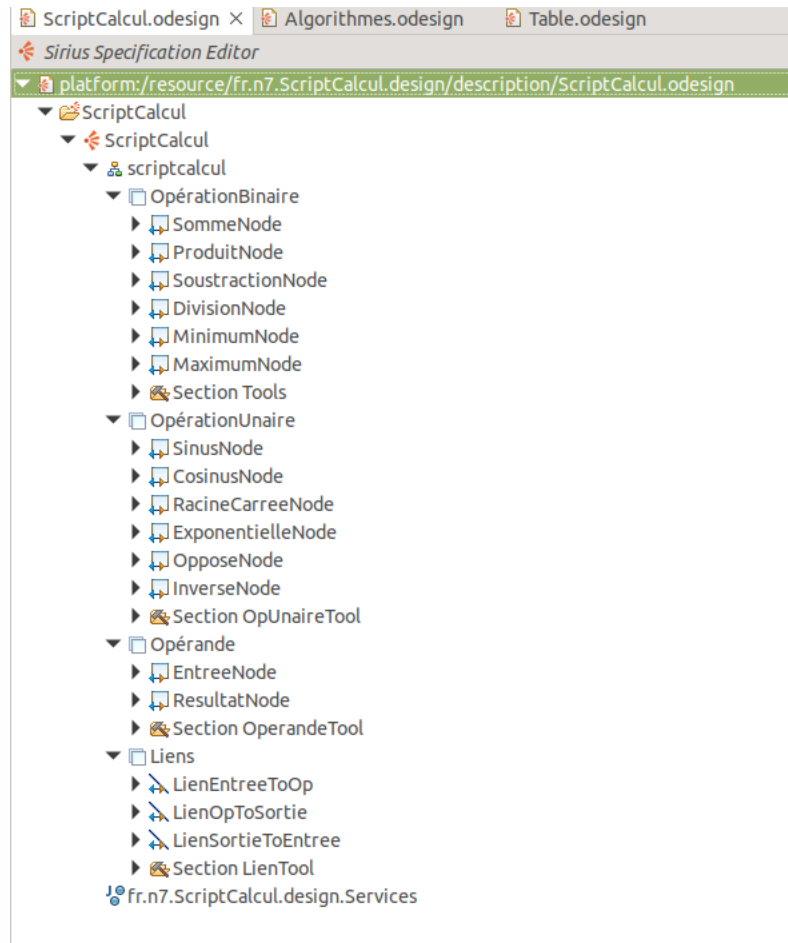 ScriptCalcul.odesign Algorithmes.odesign Table.odesign
Sirius Specification Editor
platform:/resource/fr.n7.ScriptCalcul.design/description/ScriptCalcul.odesign
ScriptCalcul
ScriptCalcul
scriptcalcul
OpérationBinaire
SommeNode
ProduitNode
SoustractionNode
DivisionNode
MinimumNode
MaximumNode
Section Tools
OpérationUnaire
SinusNode
CosinusNode
RacineCarreeNode
ExponentielleNode
OpposeNode
InverseNode
Section OpUnaireTool
Opérande
EntreeNode
ResultatNode
Section OperandeTool
Liens
LienEntreeToOp
LienOpToSortie
LienSortieToEntree
Section LienTool
fr.n7.ScriptCalcul.design.Services